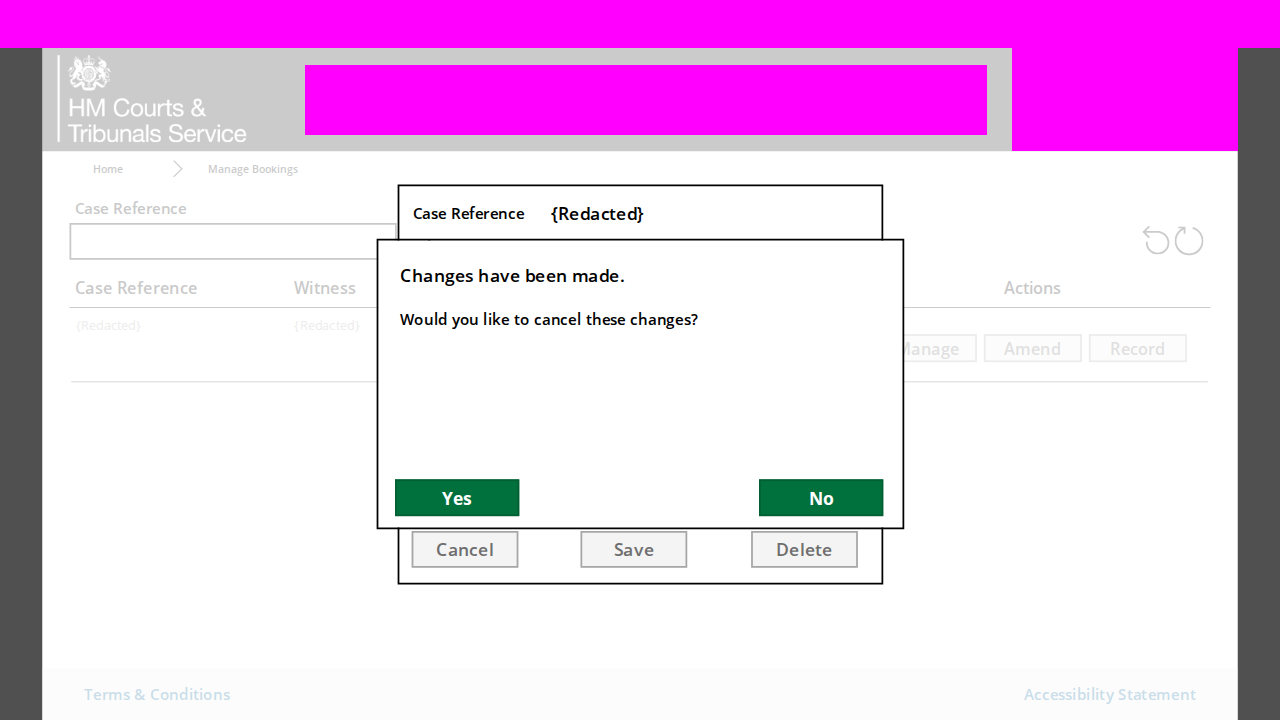 HM Courts &
Tribunals Service
Home
Manage Bookings
Case Reference
Case Reference {Redacted}
Changes have been made.
Would you like to cancel these changes?
Yes
No
Cancel
Save
Delete
Case Reference
Witness
Actions
{Redacted}
{Redacted}
Manage
Amend
Record
Terms & Conditions
Accessibility Statement